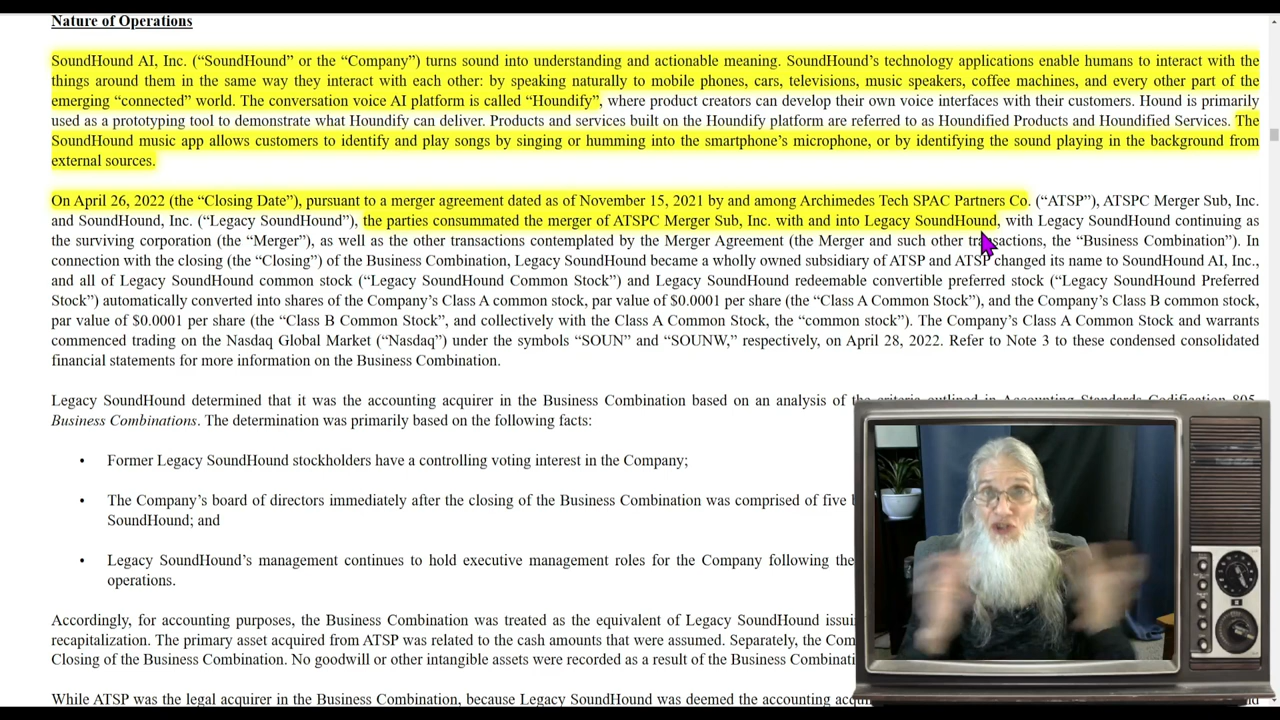 Nature of Operations
SoundHound AI, Inc. (“SoundHound” or the “Company”) turns sound into understanding and actionable meaning. SoundHound’s technology applications enable humans to interact with the
things around them in the same way they interact with each other: by speaking naturally to mobile phones, cars, televisions, music speakers, coffee machines, and every other part of the
emerging “connected” world. The conversation voice AI platform is called “Houndify”, where product creators can develop their own voice interfaces with their customers. Hound is primarily
used as a prototyping tool to demonstrate what Houndify can deliver. Products and services built on the Houndify platform are referred to as Houndified Products and Houndified Services. The
SoundHound music app allows customers to identify and play songs by singing or humming into the smartphone’s microphone, or by identifying the sound playing in the background from
external sources.
On April 26, 2022 (the “Closing Date”), pursuant to a merger agreement dated as of November 15, 2021 by and among Archimedes Tech SPAC Partners Co. (“ATSP”), ATSPC Merger Sub, Inc.
and SoundHound, Inc. (“Legacy SoundHound”), the parties consummated the merger of ATSPC Merger Sub, Inc. with and into Legacy SoundHound, with Legacy SoundHound continuing as
the surviving corporation (the “Merger”), as well as the other transactions contemplated by the Merger Agreement (the Merger and such other transactions, the “Business Combination”). In
connection with the closing (the “Closing”) of the Business Combination, Legacy SoundHound became a wholly owned subsidiary of ATSP and ATSP changed its name to SoundHound AI, Inc.,
and all of Legacy SoundHound common stock (“Legacy SoundHound Common Stock”) and Legacy SoundHound redeemable convertible preferred stock (“Legacy SoundHound Preferred
Stock”) automatically converted into shares of the Company’s Class A common stock, par value of $0.0001 per share (the “Class A Common Stock”), and the Company’s Class B common stock,
par value of $0.0001 per share (the “Class B Common Stock”, and collectively with the Class A Common Stock, the “common stock”). The Company’s Class A Common Stock and warrants
commenced trading on the Nasdaq Global Market (“Nasdaq”) under the symbols “SOUN” and “SOUNW,” respectively, on April 28, 2022. Refer to Note 3 to these condensed consolidated
financial statements for more information on the Business Combination.
Legacy SoundHound determined that it was the accounting acquirer in the Business Combination based on an analysis of the criteria outlined in Accounting Standards Codification 805,
Business Combinations. The determination was primarily based on the following facts:
• Former Legacy SoundHound stockholders have a controlling voting interest in the Company;
• The Company’s board of directors immediately after the closing of the Business Combination was comprised of five
SoundHound; and
• Legacy SoundHound’s management continues to hold executive management roles for the Company following the
operations.
Accordingly, for accounting purposes, the Business Combination was treated as the equivalent of Legacy SoundHound
recapitalization. The primary asset acquired from ATSP was related to the cash amounts that were assumed. Separately, the
Closing of the Business Combination. No goodwill or other intangible assets were recorded as a result of the Business
While ATSP was the legal acquirer in the Business Combination, because Legacy SoundHound was deemed the accounting